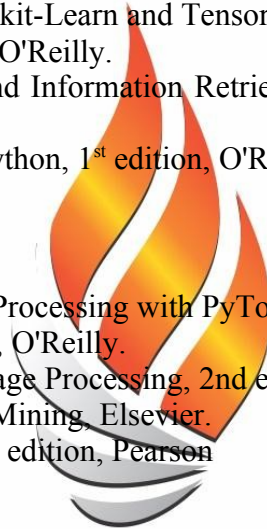 kit-Learn and Tensor
O'Reilly.
nd Information Retrie
ython, 1st edition, O'R
Processing with PyTo
, O'Reilly.
age Processing, 2nd e
Mining, Elsevier.
edition, Pearson